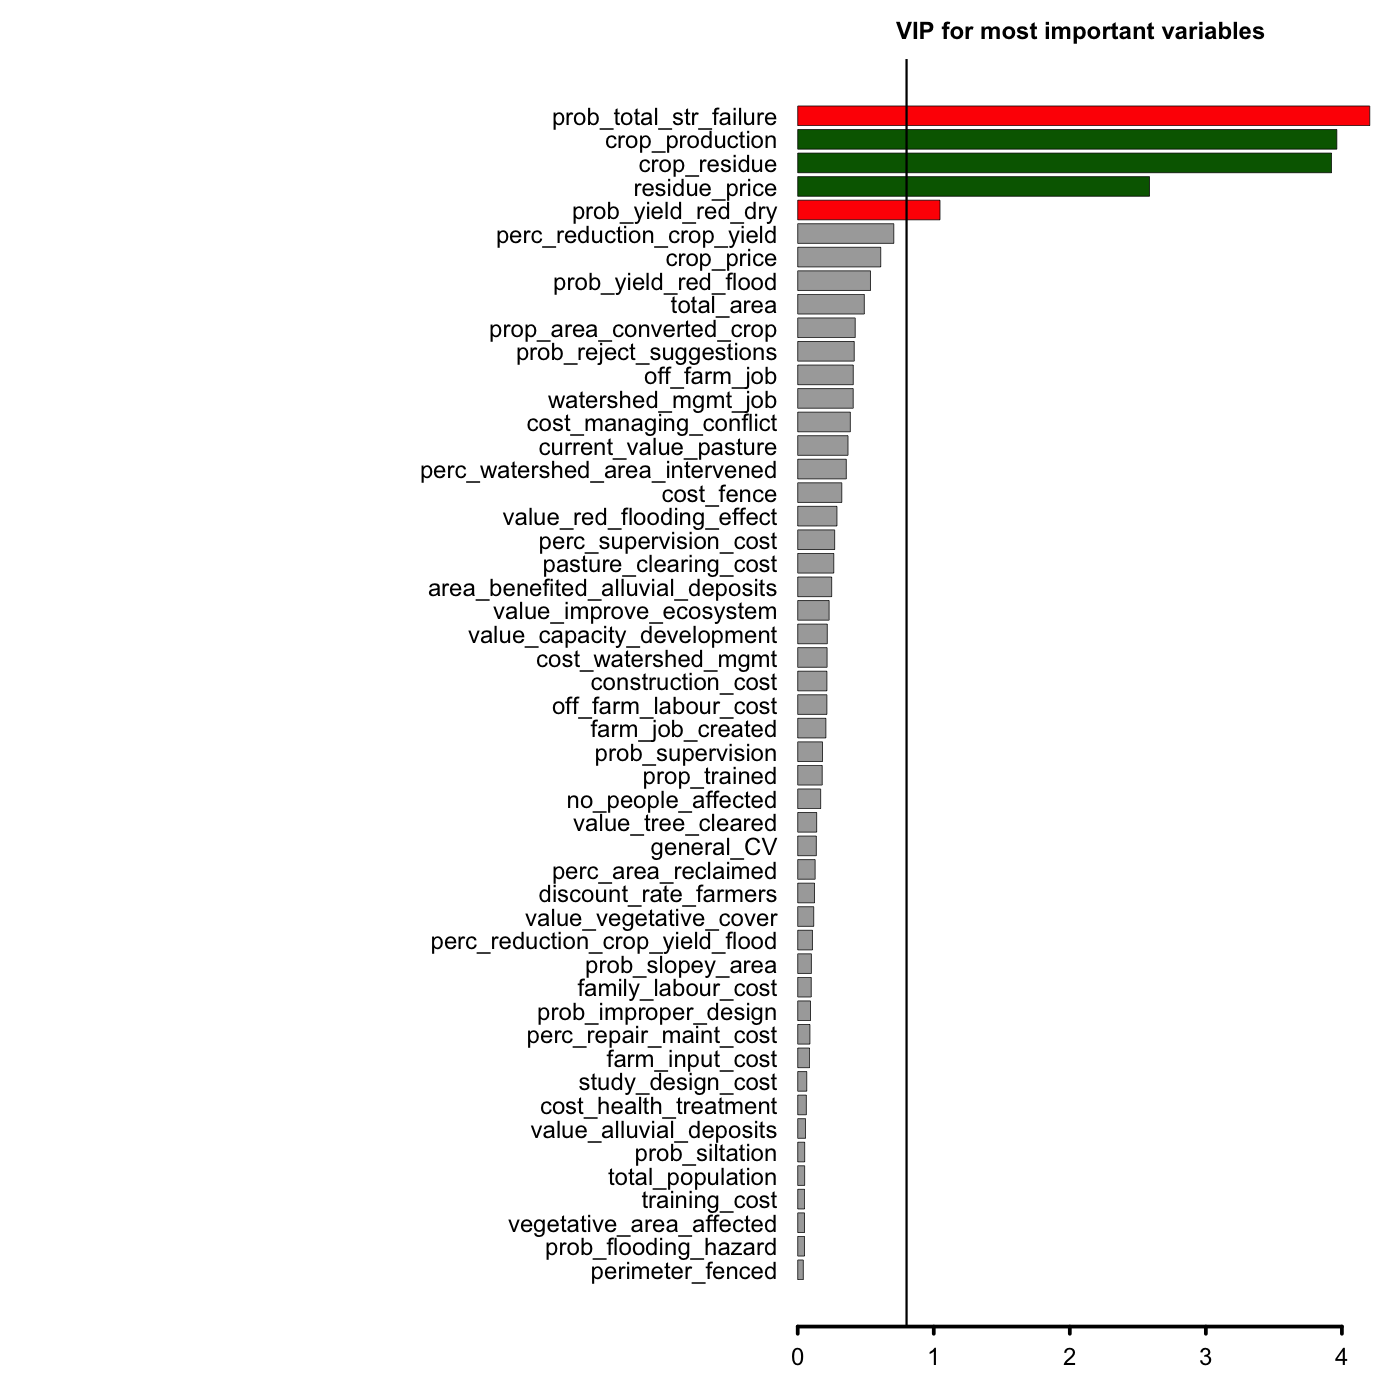 VIP for most important variables
prob_total_str_failure
crop_production
crop_residue
residue_price
prob_yield_red_dry
perc_reduction_crop_yield
crop_price
prob_yield_red_flood
total_area
prop_area_converted_crop
prob_reject_suggestions
off_farm_job
watershed_mgmt_job
cost_managing_conflict
current_value_pasture
perc_watershed_area_intervened
cost_fence
value_red_flooding_effect
perc_supervision_cost
pasture_clearing_cost
area_benefited_alluvial_deposits
value_improve_ecosystem
value_capacity_development
cost_watershed_mgmt
construction_cost
off_farm_labour_cost
farm_job_created
prob_supervision
prop_trained
no_people_affected
value_tree_cleared
general_CV
perc_area_reclaimed
discount_rate_farmers
value_vegetative_cover
perc_reduction_crop_yield_flood
prob_slopey_area
family_labour_cost
prob_improper_design
perc_repair_maint_cost
farm_input_cost
study_design_cost
cost_health_treatment
value_alluvial_deposits
prob_siltation
total_population
training_cost
vegetative_area_affected
prob_flooding_hazard
perimeter_fenced
0 1 2 3 4